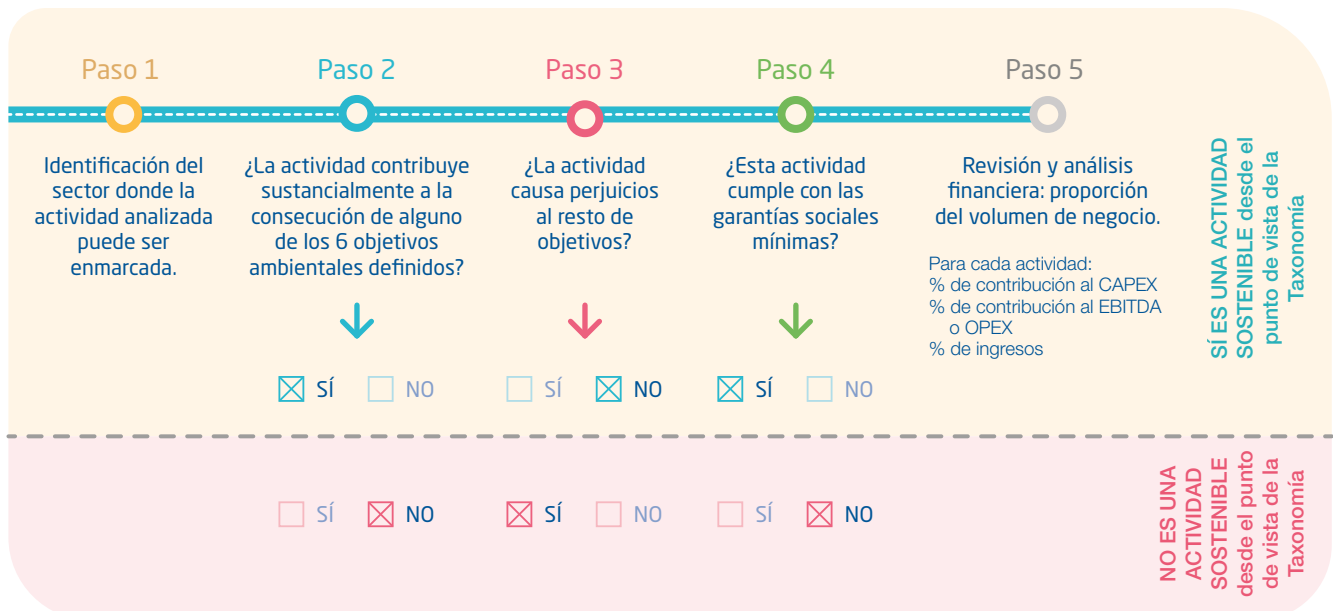 Paso 1
Identificación del
sector donde la
actividad analizada
puede ser
enmarcada.
Paso 2
¿La actividad contribuye
sustancialmente a la
consecución de alguno
de los 6 objetivos
ambientales definidos?
Paso 3
¿La actividad
causa perjuicios
al resto de
objetivos?
Paso 4
¿Esta actividad
cumple con las
garantías sociales
mínimas?
Paso 5
Revisión y análisis
financiera: proporción
del volumen de negocio.
Para cada actividad:
% de contribución al CAPEX
% de contribución al EBITDA
o OPEX
% de ingresos
SÍ NO SÍ NO SÍ NO
SÍ ES UNA ACTIVIDAD
SOSTENIBLE desde el
punto de vista de la
Taxonomía
SÍ NO SÍ NO SÍ NO
NO ES UNA
ACTIVIDAD
SOSTENIBLE
desde el punto
de vista de la
Taxonomía